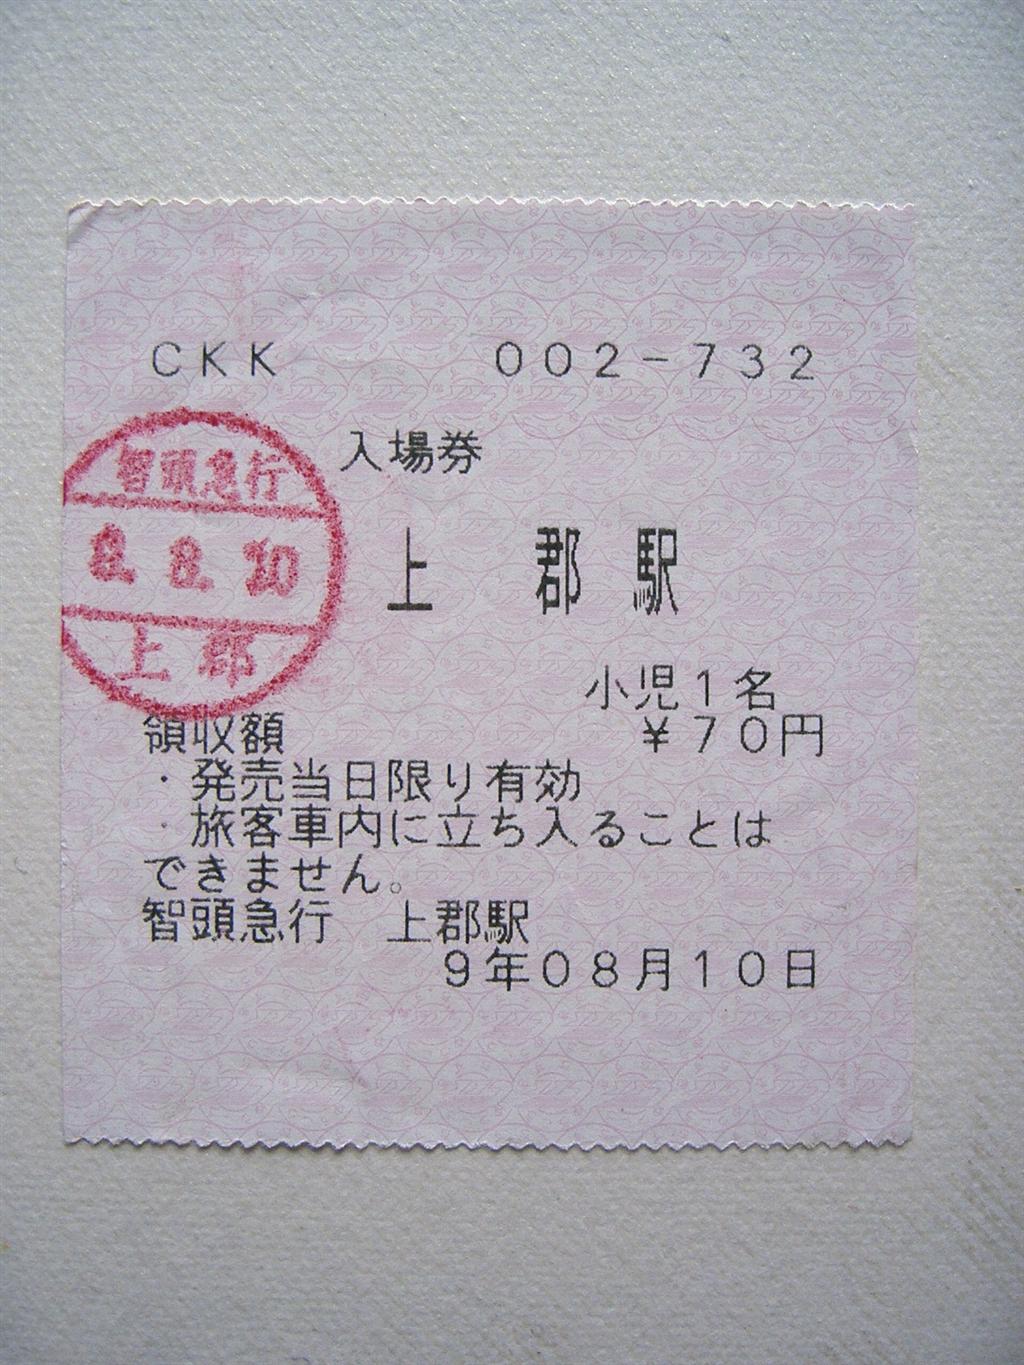 CKK 002-732
入場券
智頭急行
上 郡 駅
上郡
小児1名
領収額 ¥70円
・発売当日限り有効
・旅客車内に立ち入ることは
できません。
智頭急行 上郡駅
9年08月10日